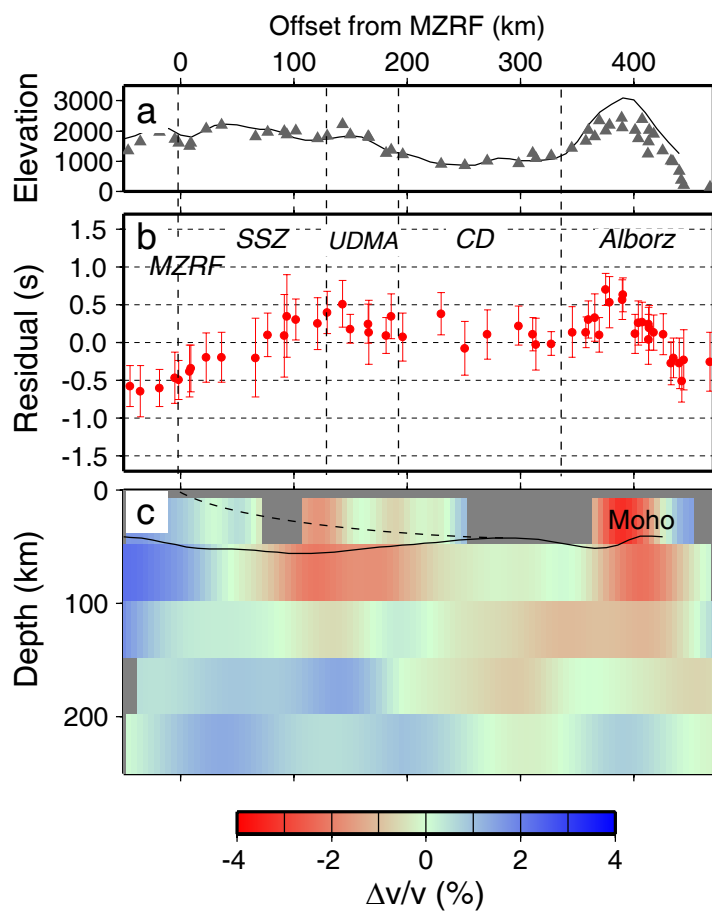 Offset from MZRF (km)
0 100 200 300 400
a
Elevation
3000
2000
1000
0
b
SSZ UDMA CD Alborz
MZRF
Residual (s)
1.5
1.0
0.5
0.0
-0.5
-1.0
-1.5
c
Moho
Depth (km)
0
100
200
-4 -2 0 2 4
Δv/v (%)